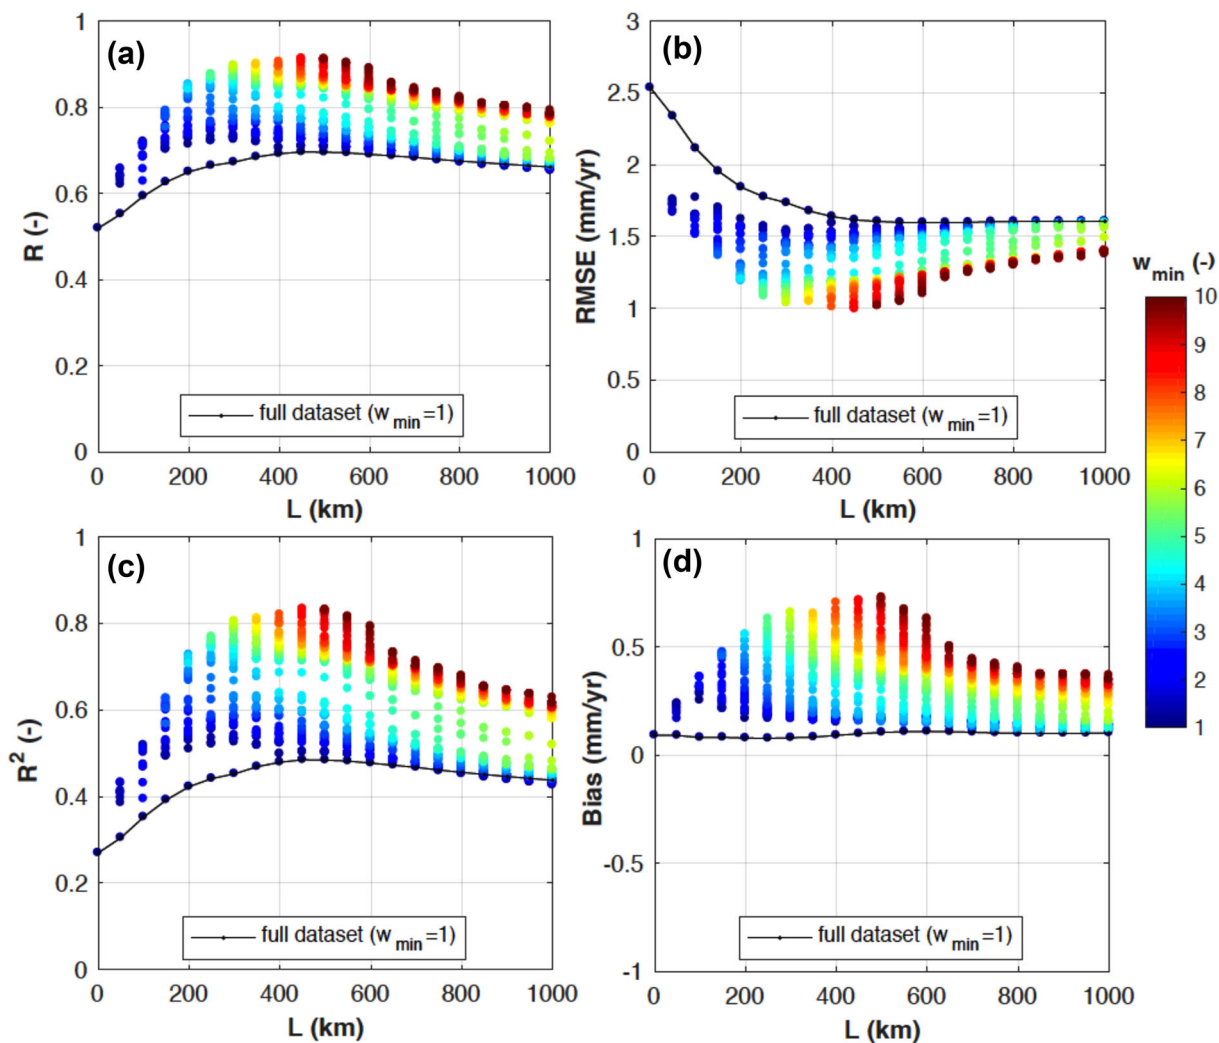 (a)
1
0.8
0.6
0.4
0.2
0
R (-)
full dataset (w min=1)
0 200 400 600 800 1000
L (km)
(b)
3
2.5
2
1.5
1
0.5
0
RMSE (mm/yr)
full dataset (w min=1)
0 200 400 600 800 1000
L (km)
w min (-)
10
9
8
7
6
5
4
3
2
1
(c)
1
0.8
0.6
0.4
0.2
0
R² (-)
full dataset (w min=1)
0 200 400 600 800 1000
L (km)
(d)
1
0.5
0
-0.5
-1
Bias (mm/yr)
full dataset (w min=1)
0 200 400 600 800 1000
L (km)